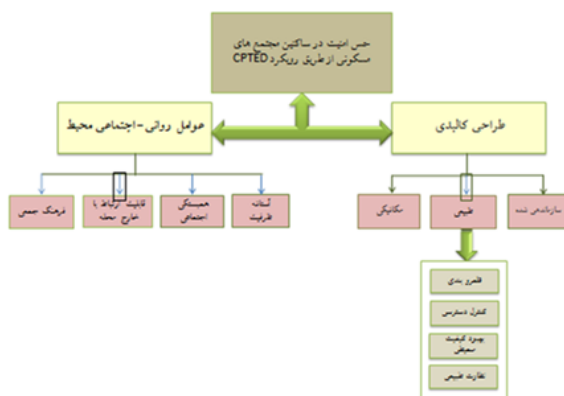 حس امنیت در ساکنین مجتمع های
مسکونی از طریق رویکرد CPTED
طراحی کالبدی
عوامل روانی-اجتماعی محیط
سازماندهی شده
طبیعی
مکانیکی
آستانه
ظرفیت
همبستگی
اجتماعی
قابلیت ارتباط با
خارج محله
فرهنگ جمعی
قلمرو بندی
کنترل دسترسی
بهبود کیفیت
محیطی
نظارت طبیعی